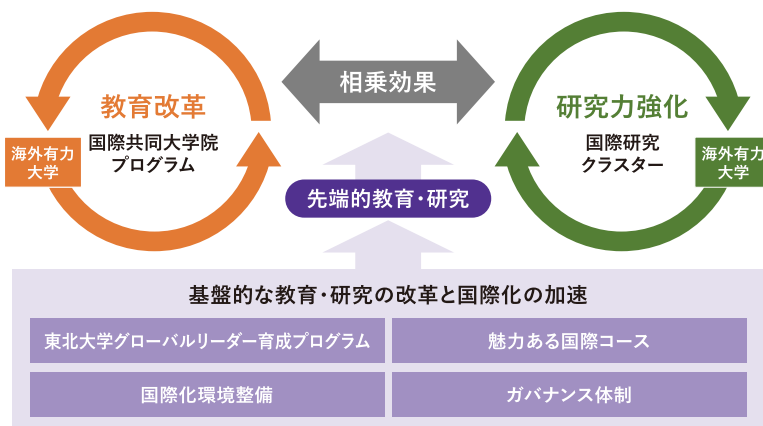 教育改革
国際共同大学院
プログラム
海外有力
大学
相乗効果
研究力強化
国際研究
クラスター
海外有力
大学
先端的教育・研究
基盤的な教育・研究の改革と国際化の加速
東北大学グローバルリーダー育成プログラム
魅力ある国際コース
国際化環境整備
ガバナンス体制